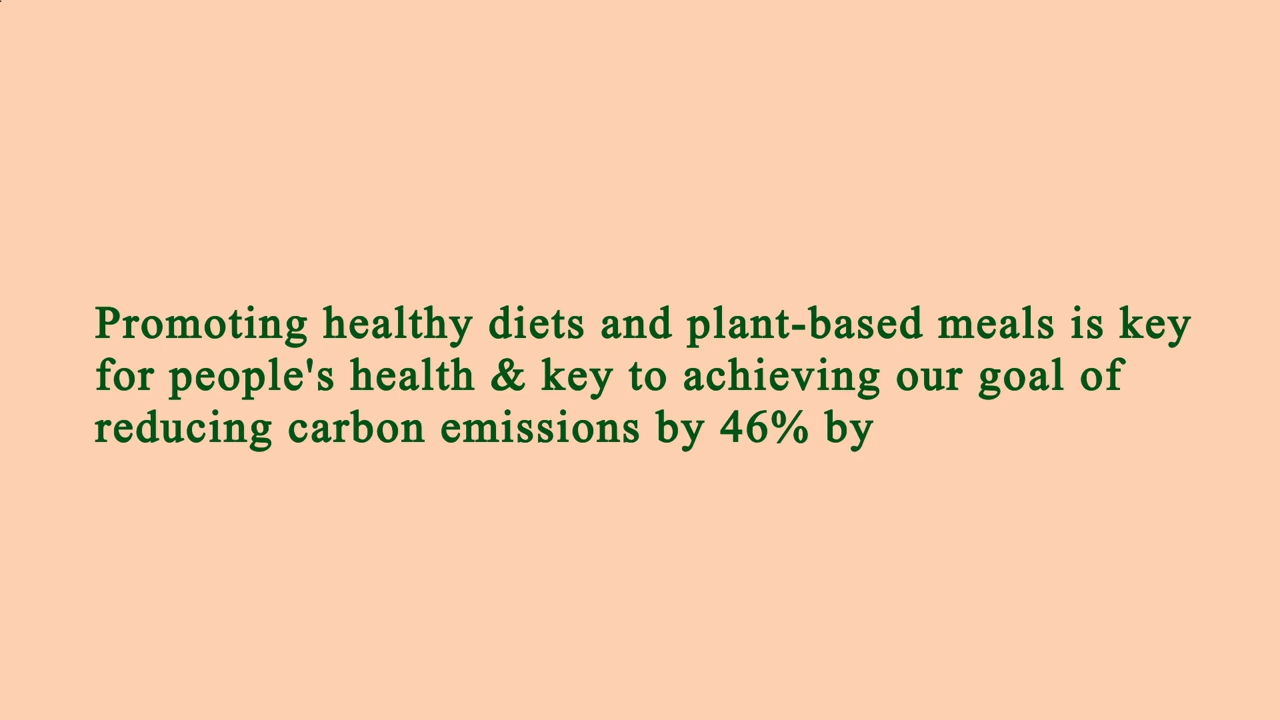 Promoting healthy diets and plant-based meals is key
for people's health & key to achieving our goal of
reducing carbon emissions by 46% by